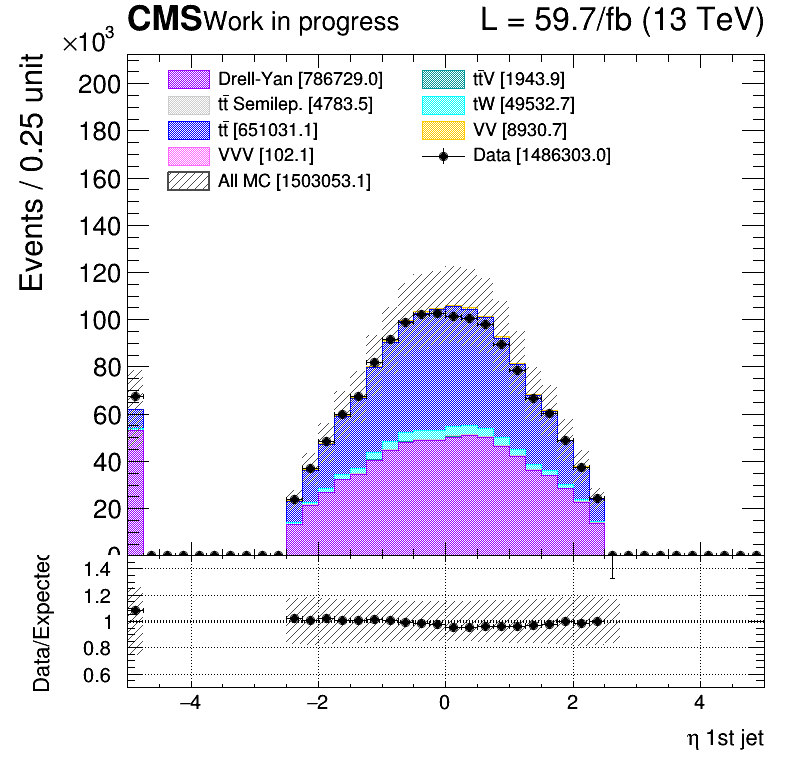 CMS Work in progress L = 59.7/fb (13 TeV)
×10³
Events / 0.25 unit
200
180
160
140
120
100
80
60
40
20
0
Drell-Yan [786729.0]
tt̄ Semilep. [4783.5]
tt̄ [651031.1]
VVV [102.1]
All MC [1503053.1]
tt̄V [1943.9]
tW [49532.7]
VV [8930.7]
Data [1486303.0]
Data/Expected
1.4
1.2
1
0.8
0.6
−4 −2 0 2 4
η 1st jet